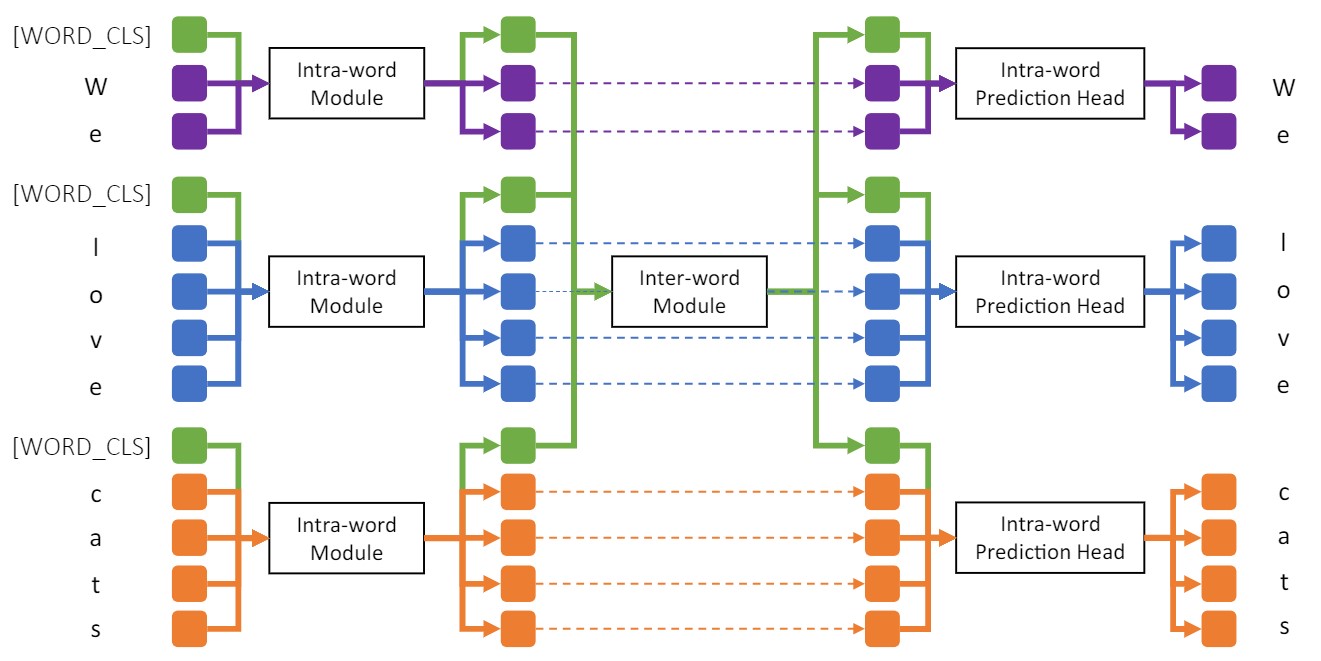 [WORD_CLS]
W
e
Intra-word
Module
Intra-word
Prediction Head
W
e
[WORD_CLS]
l
o
v
e
Intra-word
Module
Inter-word
Module
Intra-word
Prediction Head
l
o
v
e
[WORD_CLS]
c
a
t
s
Intra-word
Module
Intra-word
Prediction Head
c
a
t
s